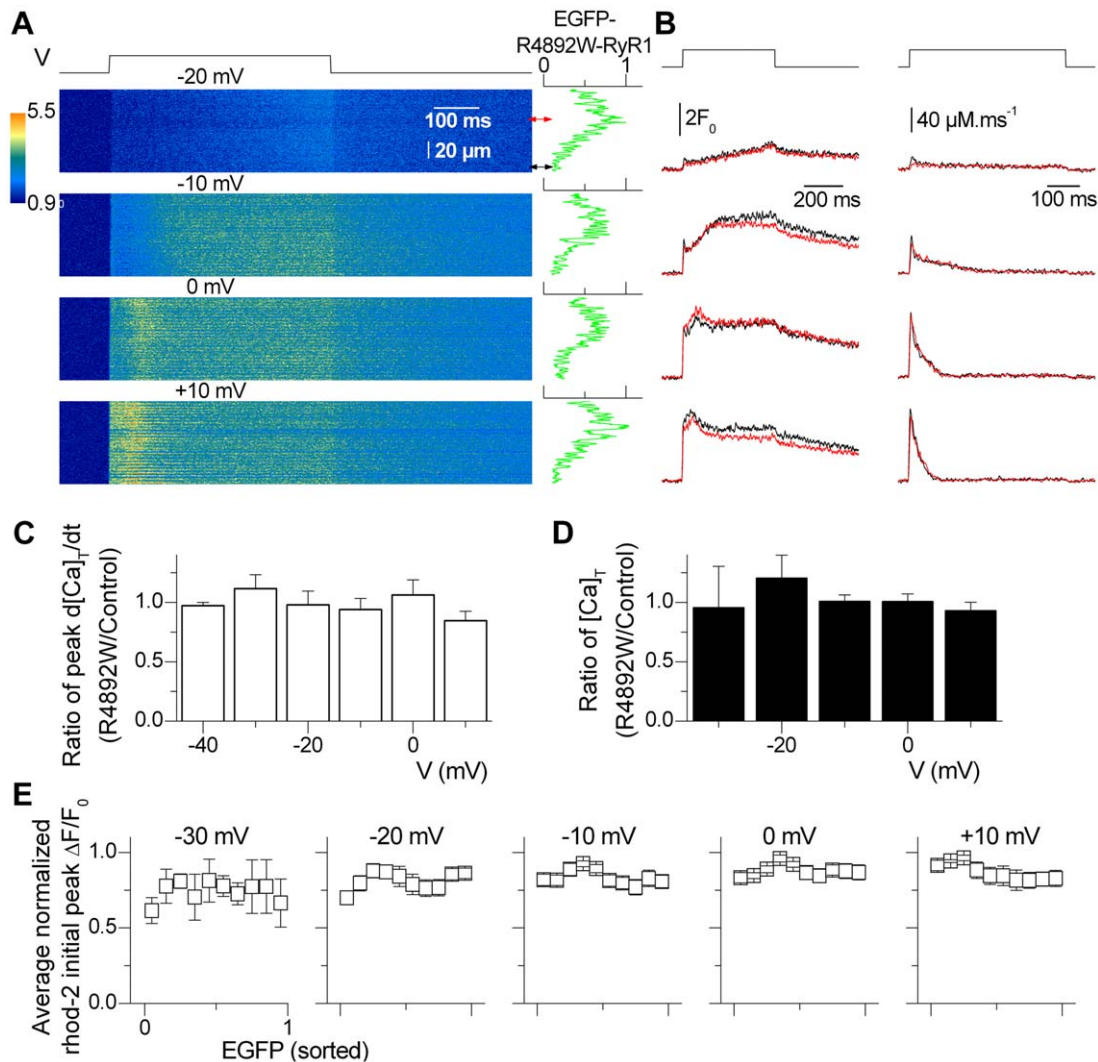 A
V
-20 mV
EGFP-
R4892W-RyR1
0 1
B
5.5
0.9
100 ms
20 µm
2F0
40 µM.ms-1
-10 mV
200 ms
100 ms
0 mV
+10 mV
C
Ratio of peak d[Ca]T/dt
(R4892W/Control)
1.0
0.5
0.0
-40 -20 0
V (mV)
D
Ratio of [Ca]T
(R4892W/Control)
1.0
0.5
0.0
-20 0
V (mV)
E
Average normalized
rhod-2 initial peak ΔF/F0
-30 mV -20 mV -10 mV 0 mV +10 mV
1.0
0.5
0.0
0 1
EGFP (sorted)